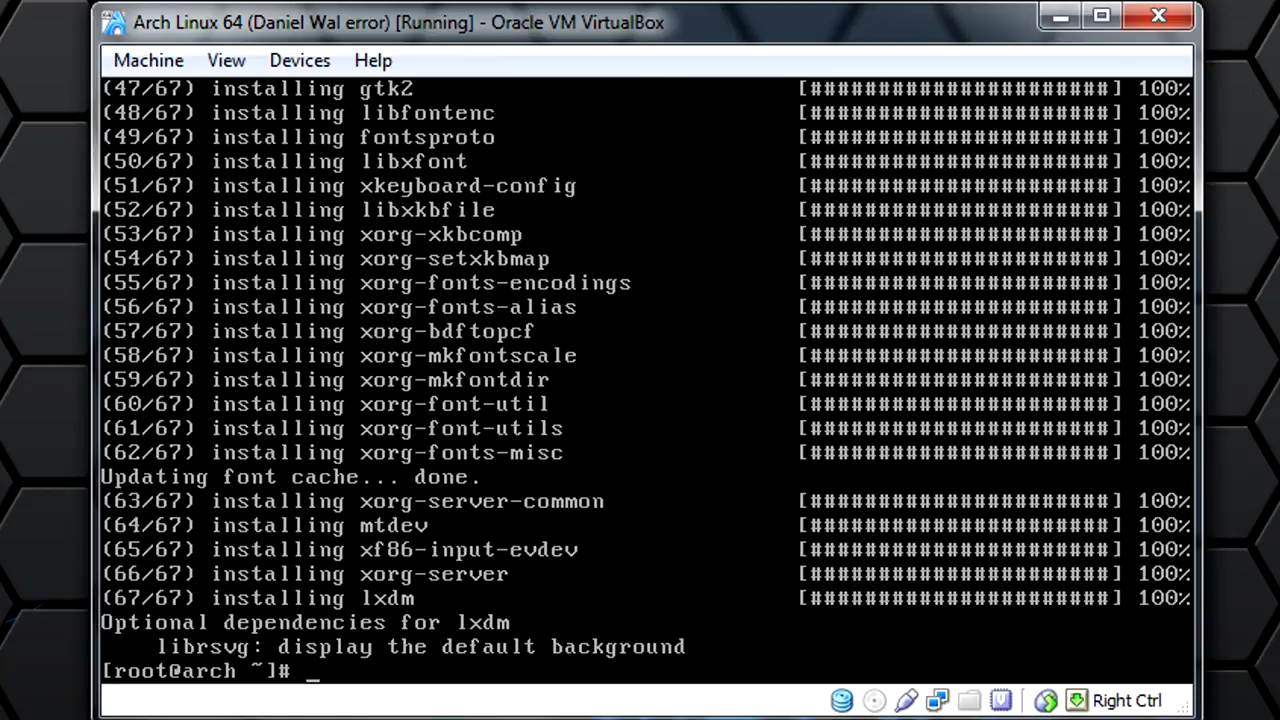 Arch Linux 64 (Daniel Wal error) [Running] - Oracle VM VirtualBox
Machine View Devices Help
(47/67) installing gtk2 [######################] 100%
(48/67) installing libfontenc [######################] 100%
(49/67) installing fontsproto [######################] 100%
(50/67) installing libxfont [######################] 100%
(51/67) installing xkeyboard-config [######################] 100%
(52/67) installing libxkbfile [######################] 100%
(53/67) installing xorg-xkbcomp [######################] 100%
(54/67) installing xorg-setxkbmap [######################] 100%
(55/67) installing xorg-fonts-encodings [######################] 100%
(56/67) installing xorg-fonts-alias [######################] 100%
(57/67) installing xorg-bdftopcf [######################] 100%
(58/67) installing xorg-mkfontscale [######################] 100%
(59/67) installing xorg-mkfontdir [######################] 100%
(60/67) installing xorg-font-util [######################] 100%
(61/67) installing xorg-font-utils [######################] 100%
(62/67) installing xorg-fonts-misc [######################] 100%
Updating font cache... done.
(63/67) installing xorg-server-common [######################] 100%
(64/67) installing mtdev [######################] 100%
(65/67) installing xf86-input-evdev [######################] 100%
(66/67) installing xorg-server [######################] 100%
(67/67) installing lxdm [######################] 100%
Optional dependencies for lxdm
librsvg: display the default background
[root@arch ~]# _
Right Ctrl